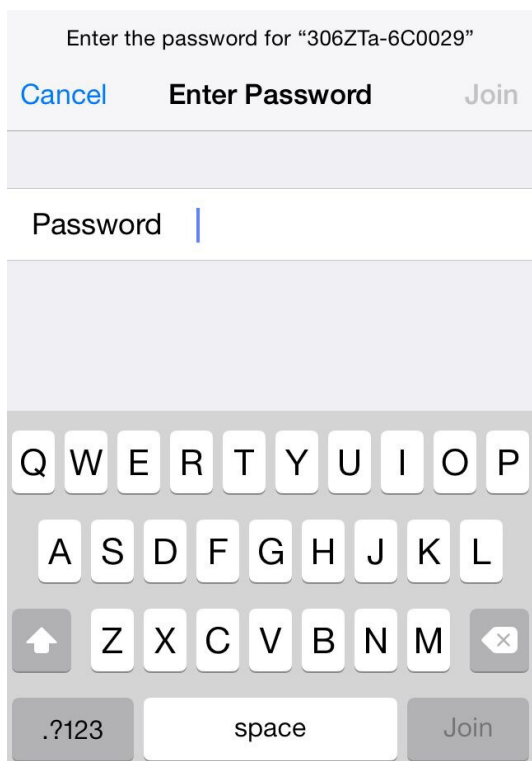 Enter the password for “306ZTa-6C0029”
Cancel Enter Password Join
Password
Q W E R T Y U I O P
A S D F G H J K L
Z X C V B N M
.?123 space Join